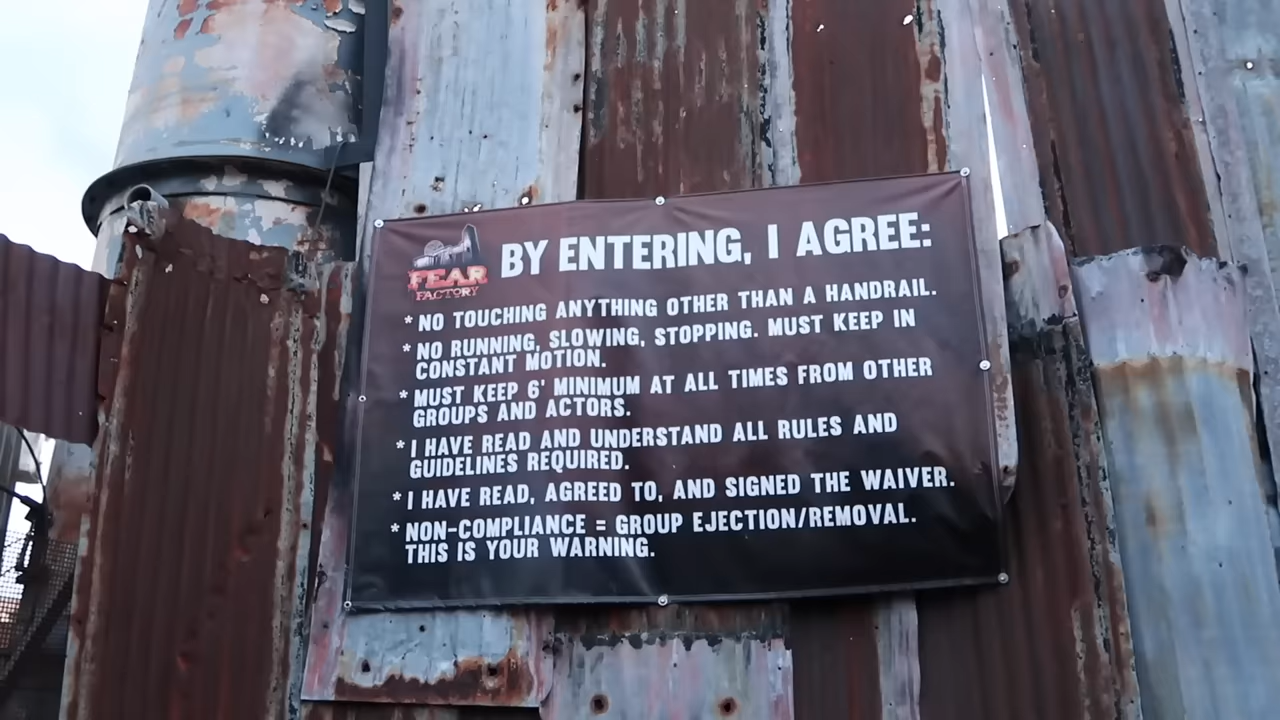 FEAR
FACTORY
BY ENTERING, I AGREE:
* NO TOUCHING ANYTHING OTHER THAN A HANDRAIL.
* NO RUNNING, SLOWING, STOPPING. MUST KEEP IN
CONSTANT MOTION.
* MUST KEEP 6' MINIMUM AT ALL TIMES FROM OTHER
GROUPS AND ACTORS.
* I HAVE READ AND UNDERSTAND ALL RULES AND
GUIDELINES REQUIRED.
* I HAVE READ, AGREED TO, AND SIGNED THE WAIVER.
* NON-COMPLIANCE = GROUP EJECTION/REMOVAL.
THIS IS YOUR WARNING.